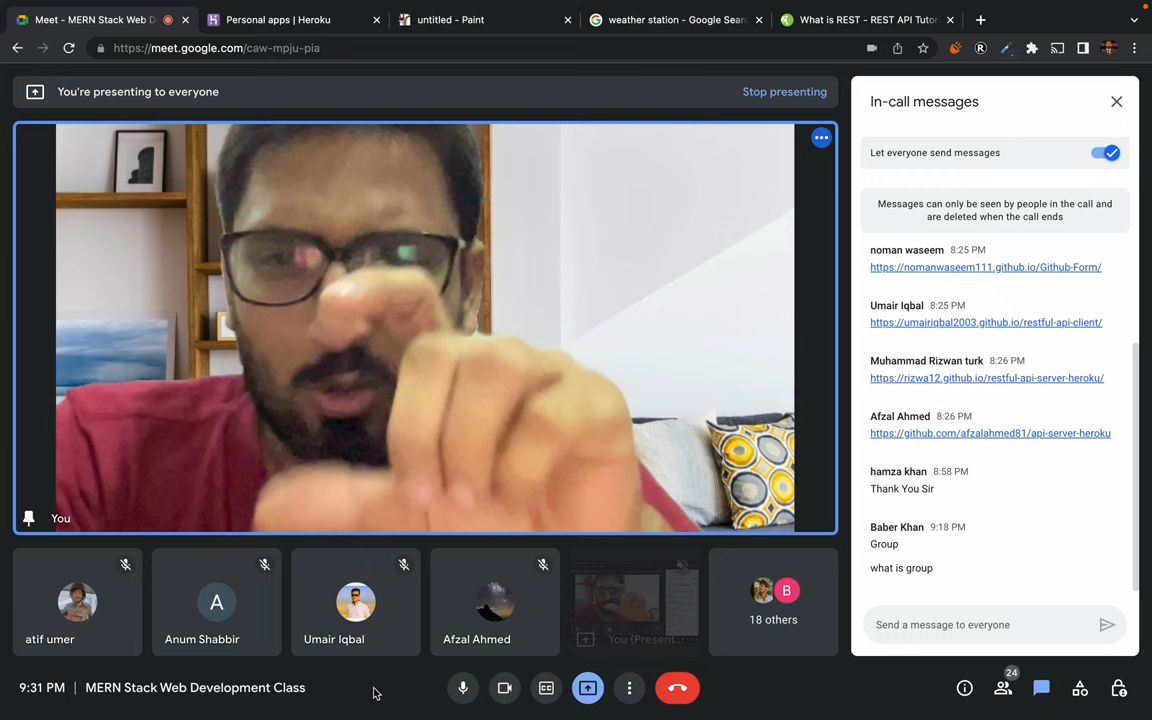 Meet - MERN Stack Web D
Personal apps | Heroku
untitled - Paint
weather station - Google Sear
What is REST - REST API Tutor
https://meet.google.com/caw-mpju-pia
You're presenting to everyone
Stop presenting
You
atif umer
A
Anum Shabbir
Umair Iqbal
Afzal Ahmed
You (Present...
B
18 others
In-call messages
Let everyone send messages
Messages can only be seen by people in the call and
are deleted when the call ends
noman waseem 8:25 PM
https://nomanwaseem111.github.io/Github-Form/
Umair Iqbal 8:25 PM
https://umairiqbal2003.github.io/restful-api-client/
Muhammad Rizwan turk 8:26 PM
https://rizwa12.github.io/restful-api-server-heroku/
Afzal Ahmed 8:26 PM
https://github.com/afzalahmed81/api-server-heroku
hamza khan 8:58 PM
Thank You Sir
Baber Khan 9:18 PM
Group
what is group
Send a message to everyone
9:31 PM | MERN Stack Web Development Class
24